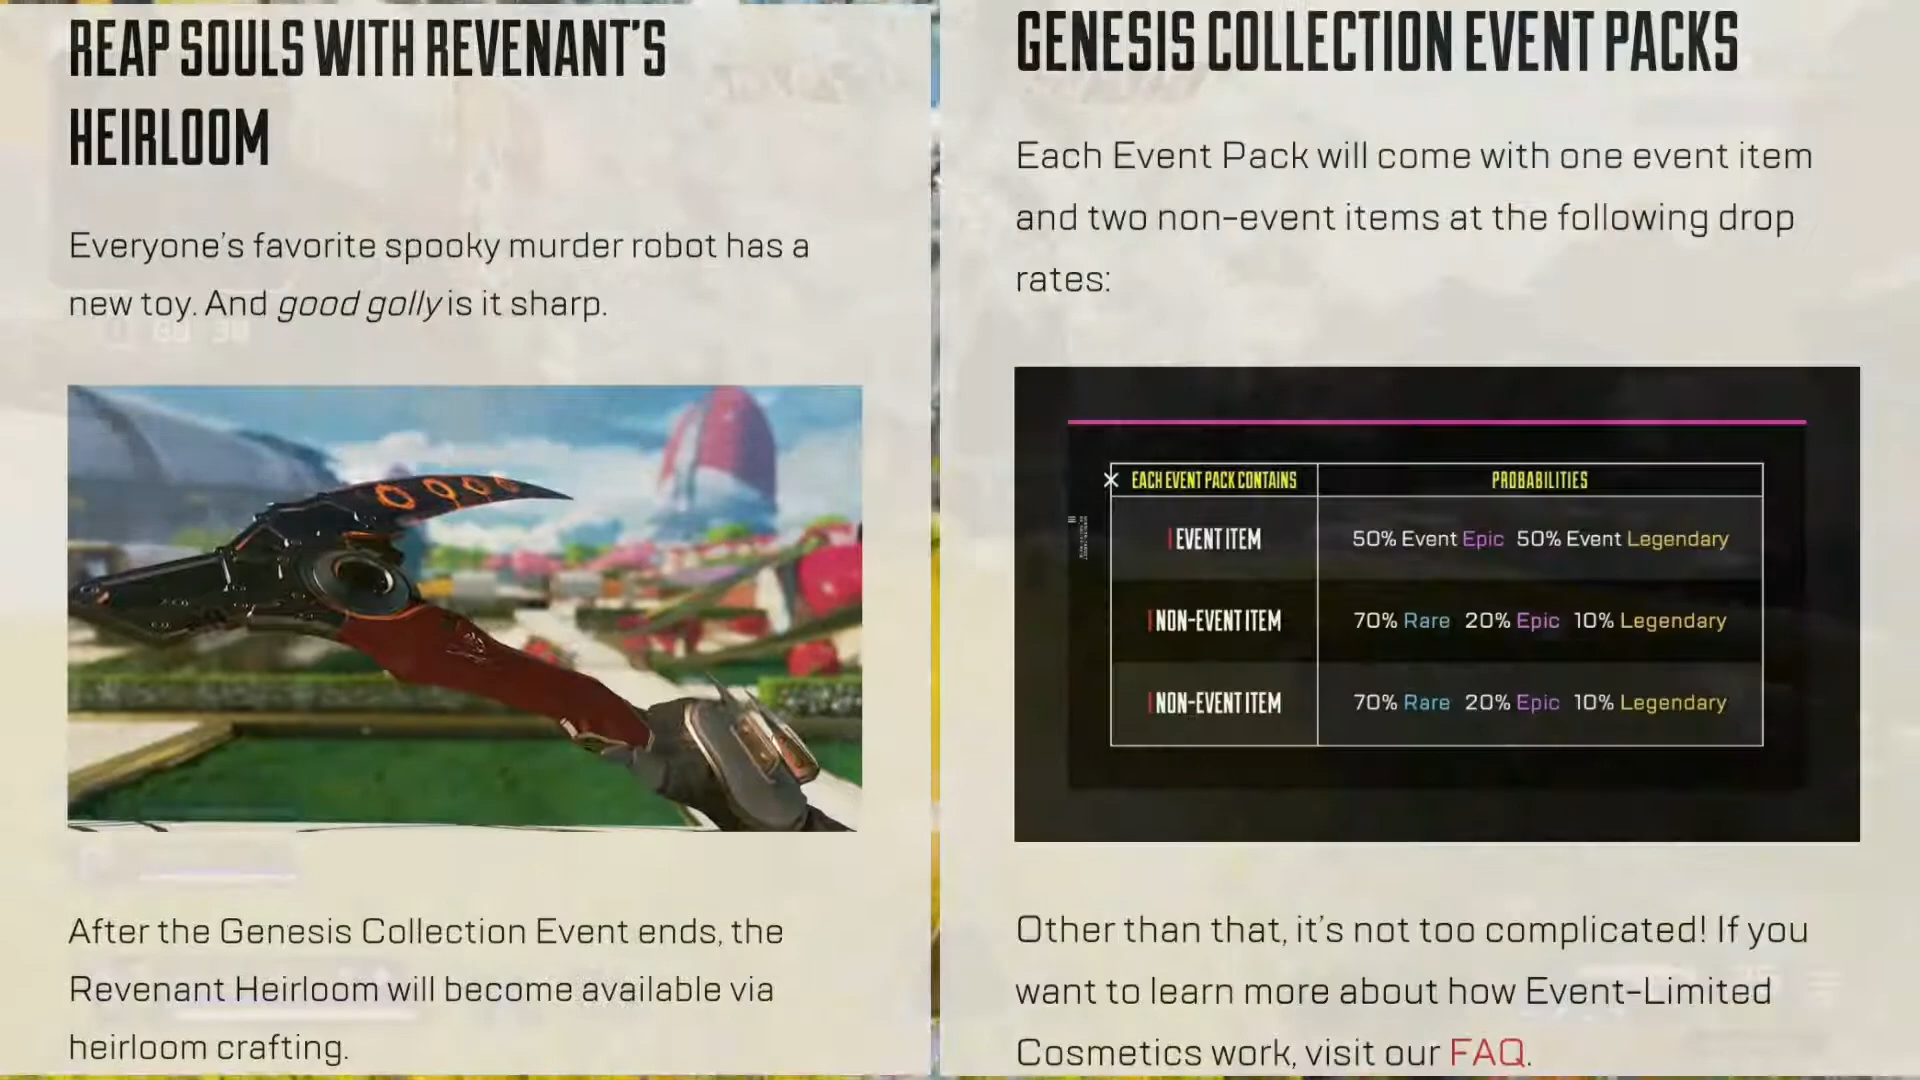 REAP SOULS WITH REVENANT'S
HEIRLOOM
Everyone's favorite spooky murder robot has a
new toy. And good golly is it sharp.
After the Genesis Collection Event ends, the
Revenant Heirloom will become available via
heirloom crafting.
GENESIS COLLECTION EVENT PACKS
Each Event Pack will come with one event item
and two non-event items at the following drop
rates:
EACH EVENT PACK CONTAINS PROBABILITIES
EVENT ITEM 50% Event Epic 50% Event Legendary
NON-EVENT ITEM 70% Rare 20% Epic 10% Legendary
NON-EVENT ITEM 70% Rare 20% Epic 10% Legendary
Other than that, it's not too complicated! If you
want to learn more about how Event-Limited
Cosmetics work, visit our FAQ.